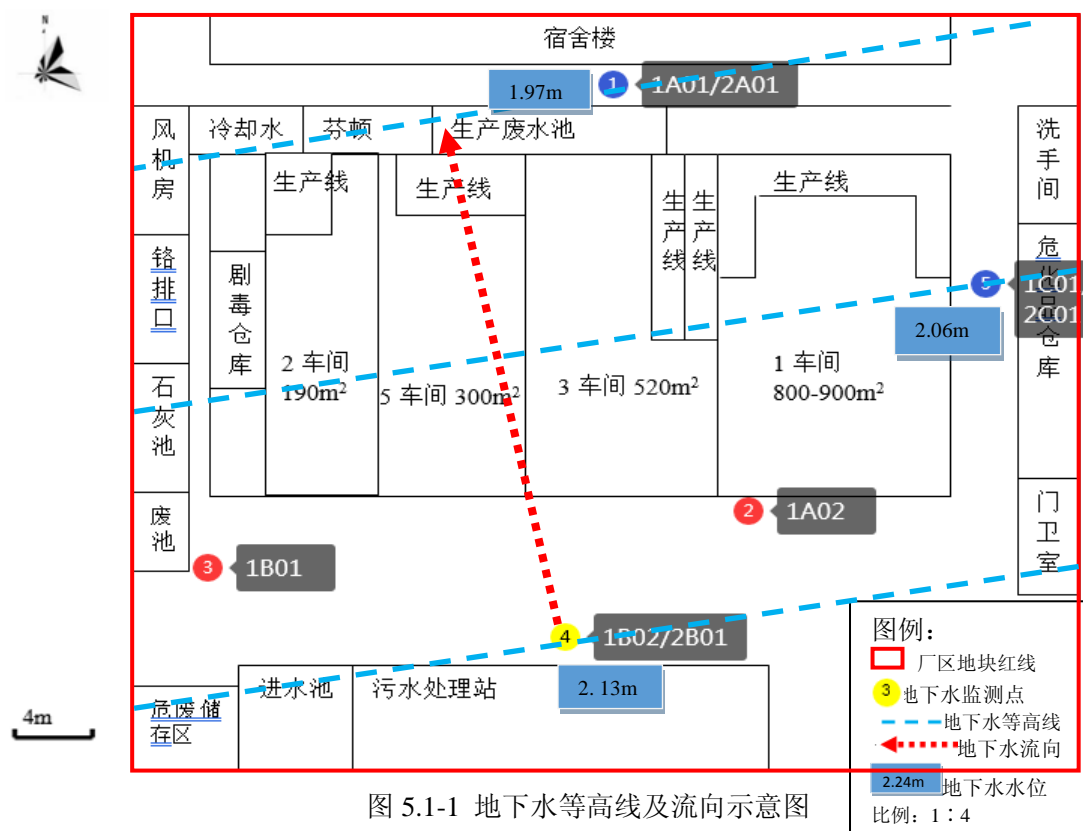 N
宿舍楼
1.97m
1
1A01/2A01
风机房
冷却水
芬顿
生产废水池
洗手间
生产线
生产线
生产线
生产线
生产线
铬排口
剧毒仓库
危化品仓库
5
1C01/
2C01
2.06m
石灰池
2 车间
190m²
5 车间 300m²
3 车间 520m²
1 车间
800-900m²
废池
2
1A02
门卫室
3
1B01
4
1B02/2B01
2. 13m
进水池
污水处理站
危废储
存区
4m
图例：
厂区地块红线
3
地下水监测点
地下水等高线
地下水流向
2.24m
地下水水位
比例：1：4
图 5.1-1 地下水等高线及流向示意图